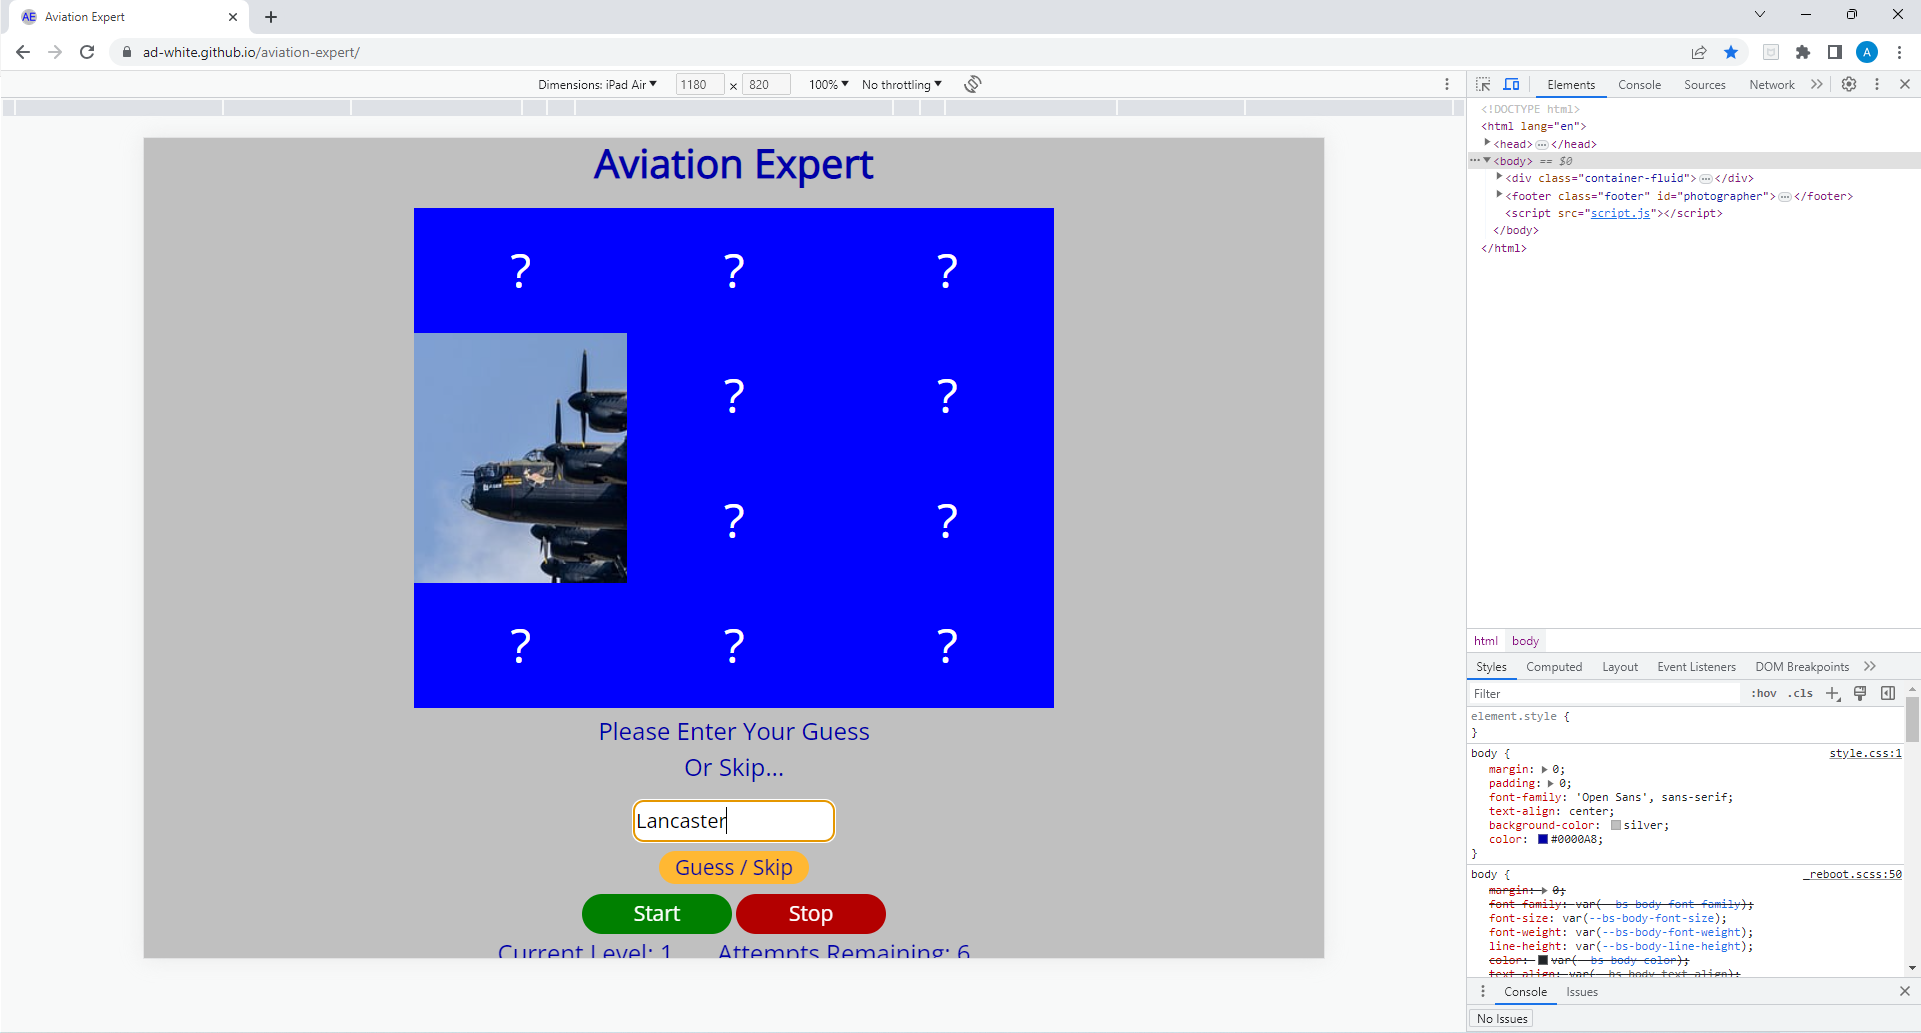 AE Aviation Expert
ad-white.github.io/aviation-expert/
A
Dimensions: iPad Air 1180 × 820 100% No throttling
Aviation Expert
? ? ?
? ?
? ?
? ? ?
Please Enter Your Guess
Or Skip...
Lancaster
Guess / Skip
Start Stop
Current Level: 1 Attempts Remaining: 6
Elements Console Sources Network
<!DOCTYPE html>
<html lang="en">
<head> </head>
<body> == $0
<div class="container-fluid"> </div>
<footer class="footer" id="photographer"> </footer>
<script src="script.js"></script>
</body>
</html>
html body
Styles Computed Layout Event Listeners DOM Breakpoints
Filter :hov .cls
element.style {
}
body { style.css:1
margin: 0;
padding: 0;
font-family: 'Open Sans', sans-serif;
text-align: center;
background-color: silver;
color: #0000A8;
}
body { _reboot.scss:50
margin: 0;
font-family: var(--bs-body-font-family);
font-size: var(--bs-body-font-size);
font-weight: var(--bs-body-font-weight);
line-height: var(--bs-body-line-height);
color: var(--bs-body-color);
text-align: var(--bs-body-text-align);
Console Issues
No Issues